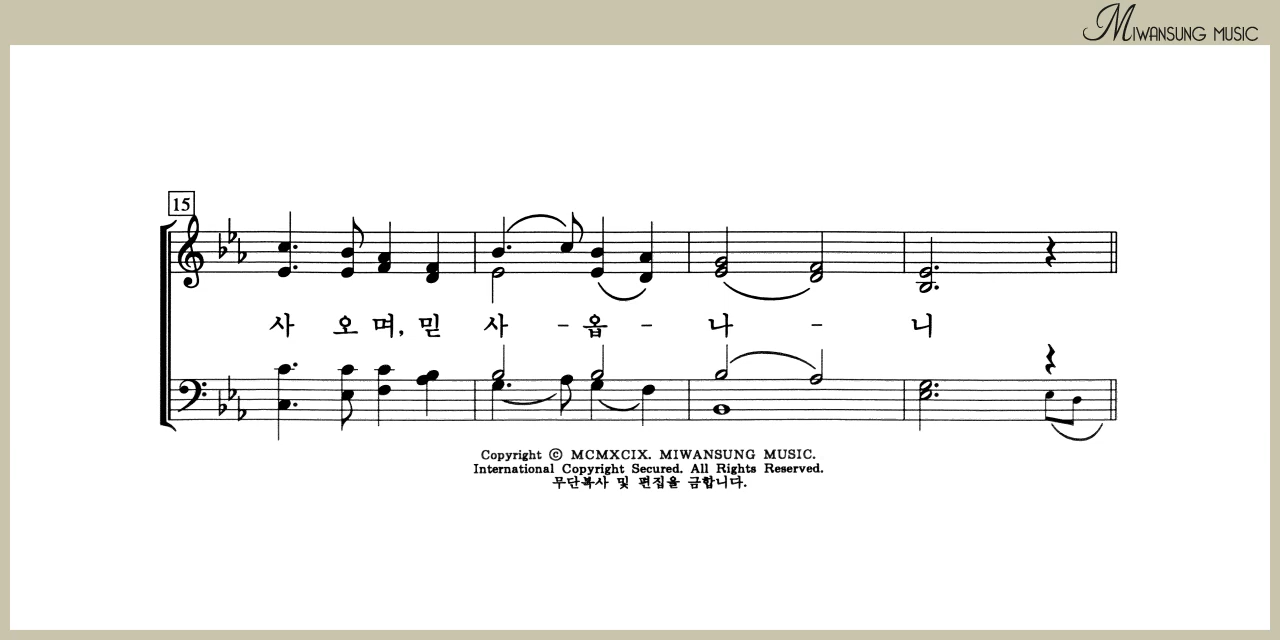 MIWANSUNG MUSIC
15
사 오 며, 믿 사 - 옵 - 나 - 니
Copyright ⓒ MCMXCIX. MIWANSUNG MUSIC.
International Copyright Secured. All Rights Reserved.
무단복사 및 편집을 금합니다.